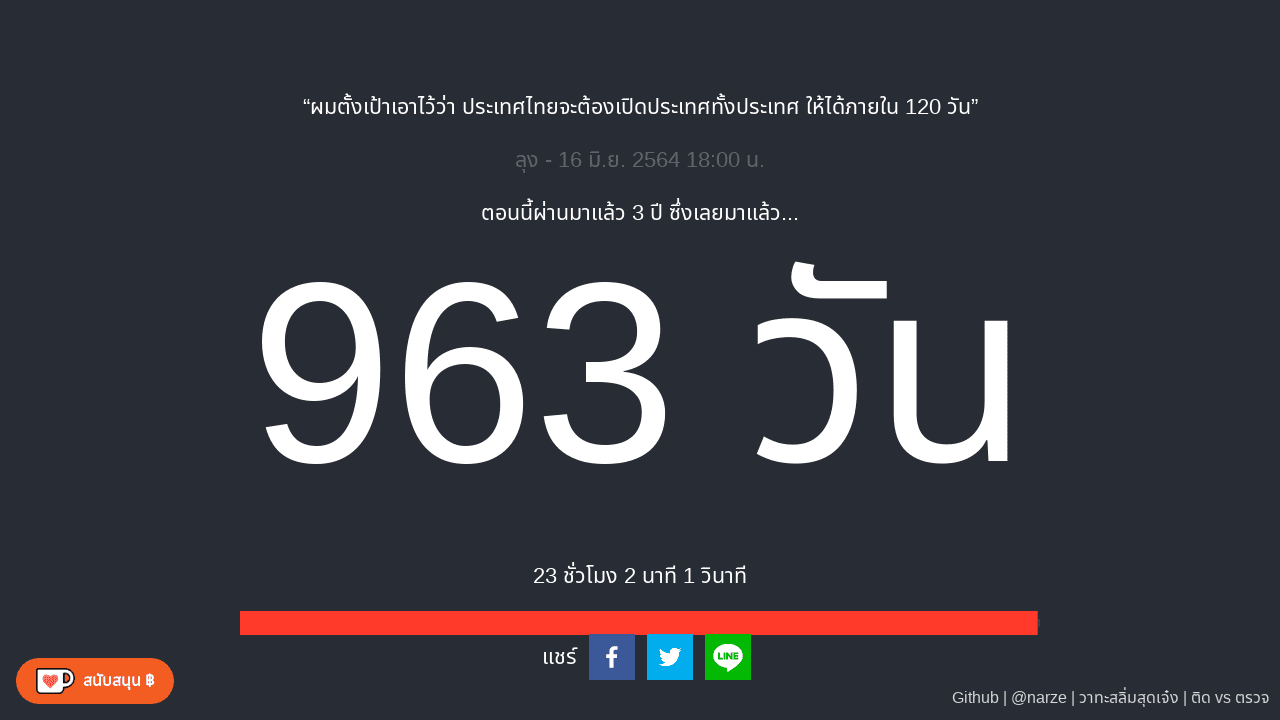 “ผมตั้งเป้าเอาไว้ว่า ประเทศไทยจะต้องเปิดประเทศทั้งประเทศ ให้ได้ภายใน 120 วัน”
ลุง - 16 มิ.ย. 2564 18:00 น.
ตอนนี้ผ่านมาแล้ว 3 ปี ซึ่งเลยมาแล้ว...
963 วัน
23 ชั่วโมง 2 นาที 1 วินาที
แชร์ LINE
สนับสนุน ฿
Github | @narze | วาทะสลิ่มสุดเจ๋ง | ติด vs ตรวจ